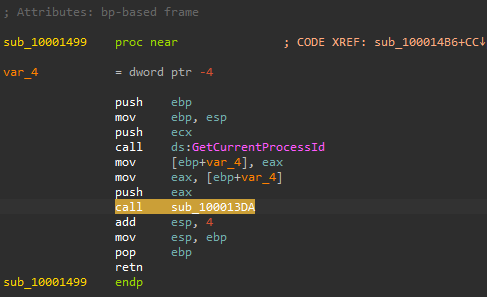 ; Attributes: bp-based frame
sub_10001499 proc near ; CODE XREF: sub_100014B6+CC↓
var_4 = dword ptr -4
push ebp
mov ebp, esp
push ecx
call ds:GetCurrentProcessId
mov [ebp+var_4], eax
mov eax, [ebp+var_4]
push eax
call sub_100013DA
add esp, 4
mov esp, ebp
pop ebp
retn
sub_10001499 endp